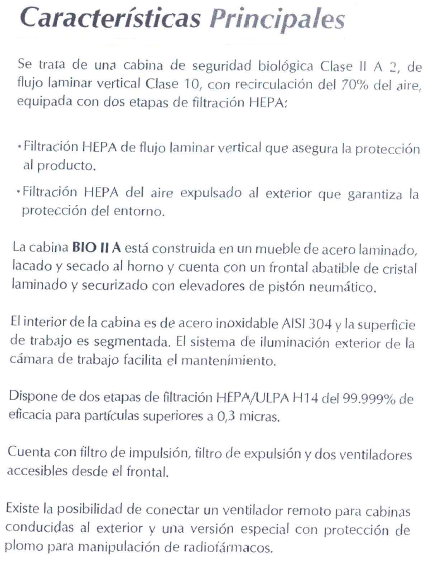 Características Principales
Se trata de una cabina de seguridad biológica Clase II A 2, de
flujo laminar vertical Clase 10, con recirculación del 70% del aire,
equipada con dos etapas de filtración HEPA:
·Filtración HEPA de flujo laminar vertical que asegura la protección
al producto.
·Filtración HEPA del aire expulsado al exterior que garantiza la
protección del entorno.
La cabina BIO II A está construida en un mueble de acero laminado,
lacado y secado al horno y cuenta con un frontal abatible de cristal
laminado y securizado con elevadores de pistón neumático.
El interior de la cabina es de acero inoxidable AISI 304 y la superficie
de trabajo es segmentada. El sistema de iluminación exterior de la
cámara de trabajo facilita el mantenimiento.
Dispone de dos etapas de filtración HEPA/ULPA H14 del 99.999% de
eficacia para partículas superiores a 0,3 micras.
Cuenta con filtro de impulsión, filtro de expulsión y dos ventiladores
accesibles desde el frontal.
Existe la posibilidad de conectar un ventilador remoto para cabinas
conducidas al exterior y una versión especial con protección de
plomo para manipulación de radiofármacos.